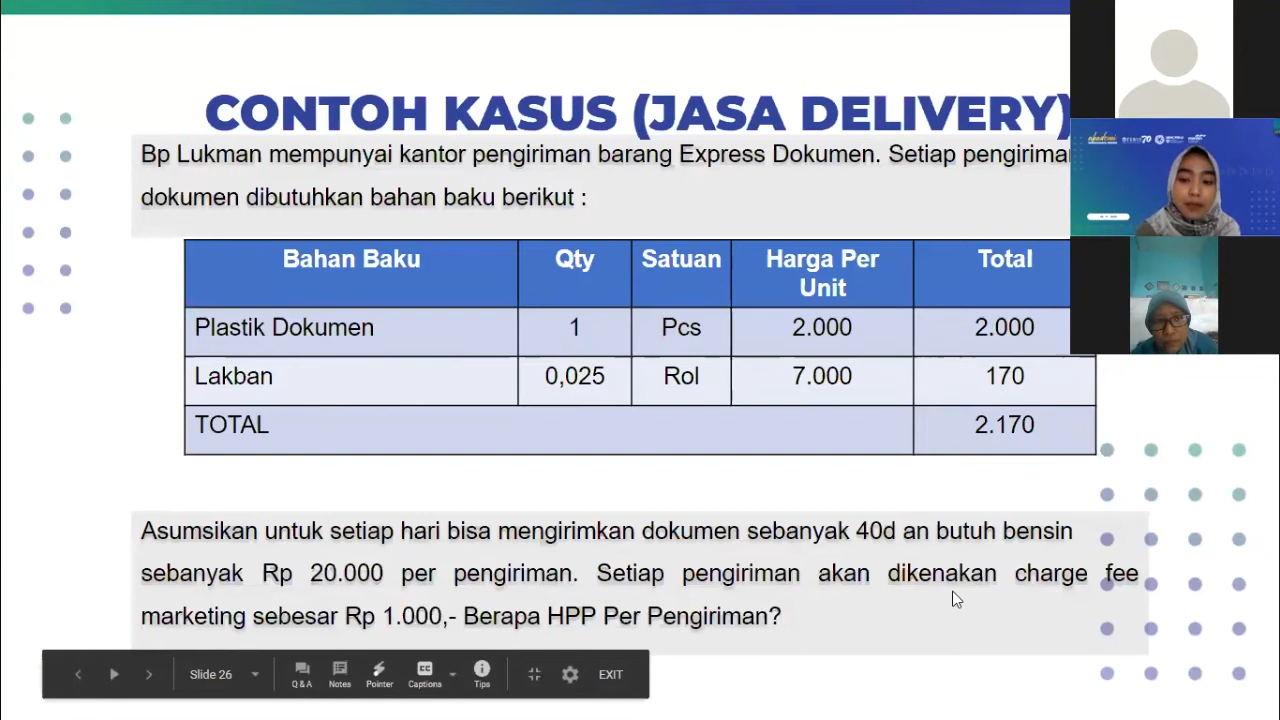 CONTOH KASUS (JASA DELIVERY)
Bp Lukman mempunyai kantor pengiriman barang Express Dokumen. Setiap
dokumen dibutuhkan bahan baku berikut :
Bahan Baku Qty Satuan Harga Per Unit Total
Plastik Dokumen 1 Pcs 2.000 2.000
Lakban 0,025 Rol 7.000 170
TOTAL 2.170
Asumsikan untuk setiap hari bisa mengirimkan dokumen sebanyak 40d an butuh bensin
sebanyak Rp 20.000 per pengiriman. Setiap pengiriman akan dikenakan charge fee
marketing sebesar Rp 1.000,- Berapa HPP Per Pengiriman?
Slide 26 Q&A Notes Pointer Captions Tips EXIT